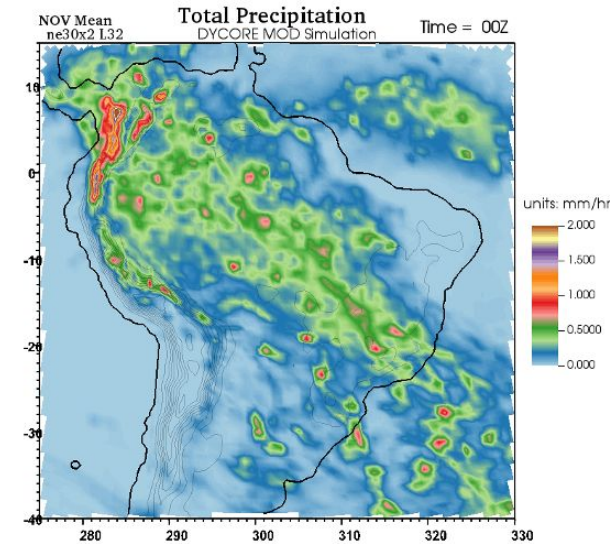 NOV Mean
Total Precipitation
Time = 00Z
ne30x2 L32
DYCORE MOD Simulation
10
0
-10
-20
-30
-40
280
290
300
310
320
330
units: mm/hr
2.000
1.500
1.000
0.5000
0.000